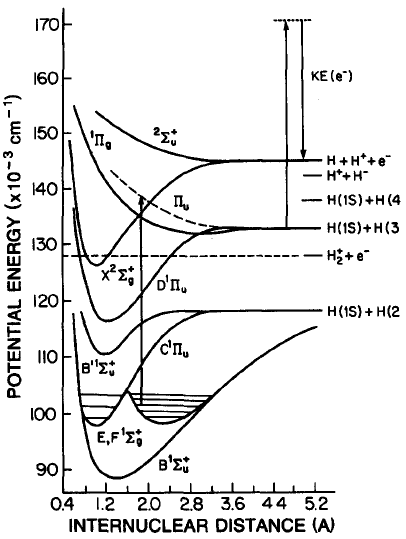 POTENTIAL ENERGY (x10⁻³ cm⁻¹)
170
160
150
140
130
120
110
100
90
0.4
1.2
2.0
2.8
3.6
4.4
5.2
INTERNUCLEAR DISTANCE (A)
KE(e⁻)
²Σᵤ⁺
¹Πg
Πᵤ
X²Σg⁺
D¹Πᵤ
B'¹Σᵤ⁺
C¹Πᵤ
E,F¹Σg⁺
B¹Σᵤ⁺
H + H⁺ + e⁻
H⁺ + H⁻
H(1S) + H(4
H(1S) + H(3
H₂⁺ + e⁻
H(1S) + H(2